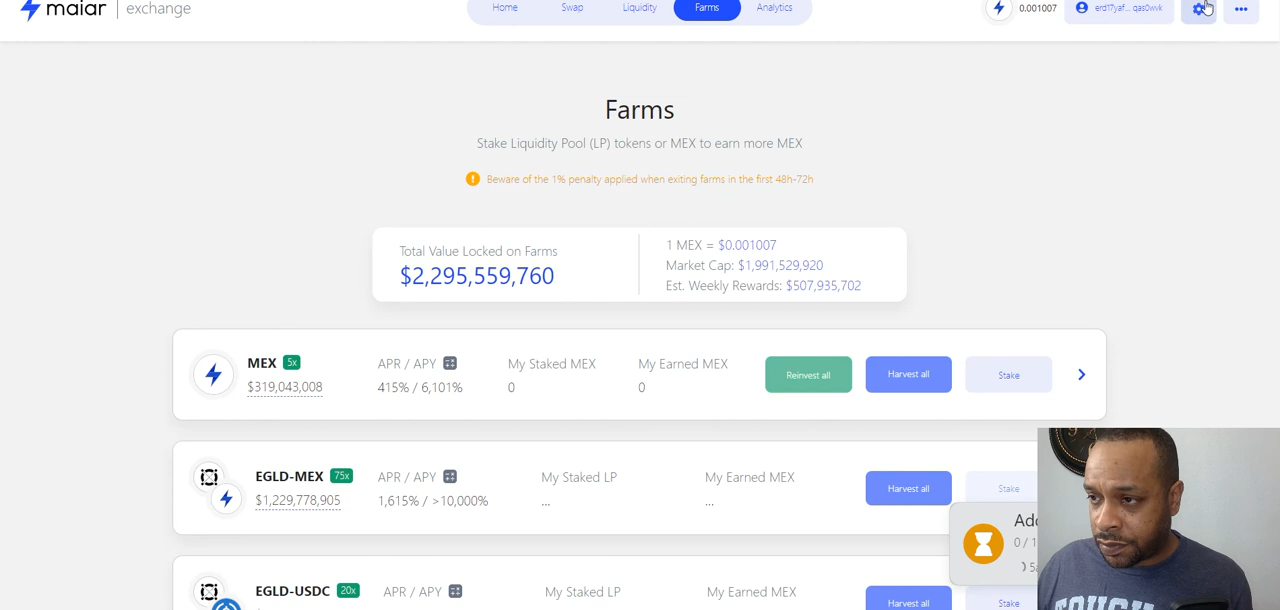 maiar | exchange
Home Swap Liquidity Farms Analytics
0.001007 erd17yaf... qas0wvk
Farms
Stake Liquidity Pool (LP) tokens or MEX to earn more MEX
Beware of the 1% penalty applied when exiting farms in the first 48h-72h
Total Value Locked on Farms
$2,295,559,760
1 MEX = $0.001007
Market Cap: $1,991,529,920
Est. Weekly Rewards: $507,935,702
MEX 5x
$319,043,008
APR / APY
415% / 6,101%
My Staked MEX
0
My Earned MEX
0
Reinvest all
Harvest all
Stake
EGLD-MEX 75x
$1,229,776,905
APR / APY
1,615% / >10,000%
My Staked LP
...
My Earned MEX
...
Harvest all
Stake
EGLD-USDC 20x
APR / APY
My Staked LP
My Earned MEX
Harvest all
Stake
0 / 1
TOUGH